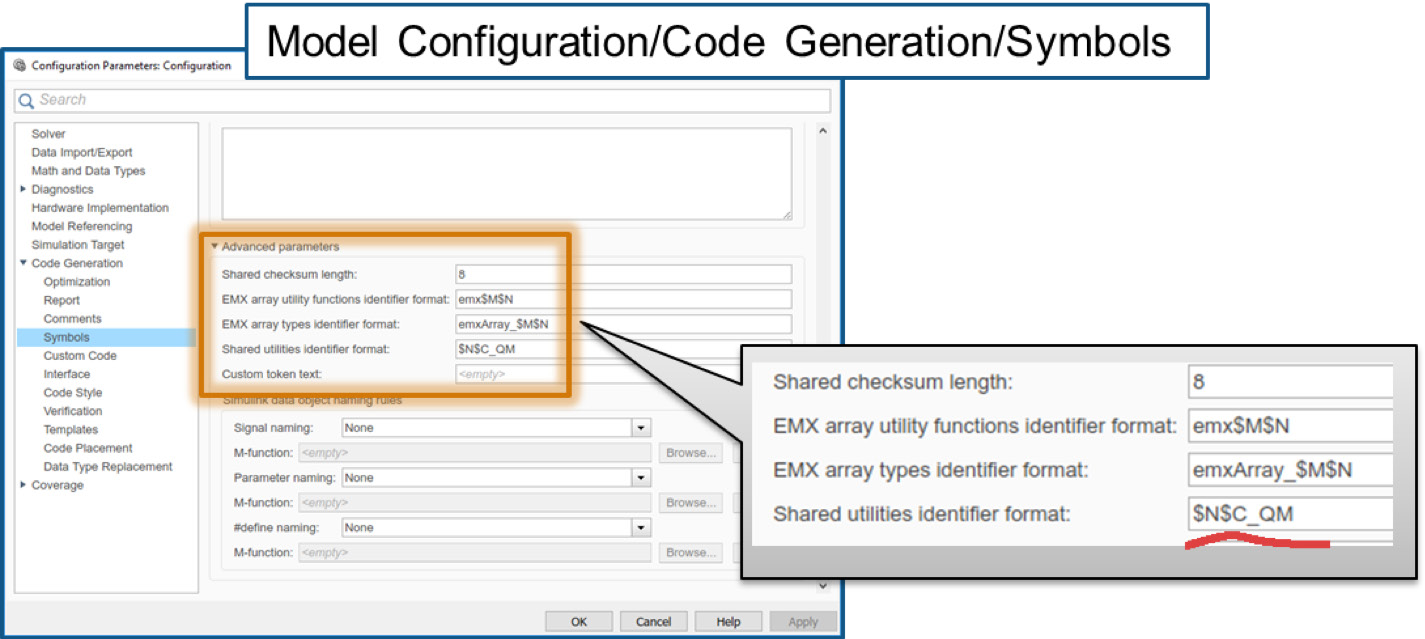 Model Configuration/Code Generation/Symbols
Configuration Parameters: Configuration
Search
Solver
Data Import/Export
Math and Data Types
Diagnostics
Hardware Implementation
Model Referencing
Simulation Target
Code Generation
Optimization
Report
Comments
Symbols
Custom Code
Interface
Code Style
Verification
Templates
Code Placement
Data Type Replacement
Coverage
Advanced parameters
Shared checksum length: 8
EMX array utility functions identifier format: emx$M$N
EMX array types identifier format: emxArray_$M$N
Shared utilities identifier format: $N$C_QM
Custom token text: <empty>
Simulink data object naming rules
Signal naming: None
M-function: <empty> Browse...
Parameter naming: None
M-function: <empty> Browse...
#define naming: None
M-function: <empty> Browse...
OK Cancel Help Apply
Shared checksum length: 8
EMX array utility functions identifier format: emx$M$N
EMX array types identifier format: emxArray_$M$N
Shared utilities identifier format: $N$C_QM